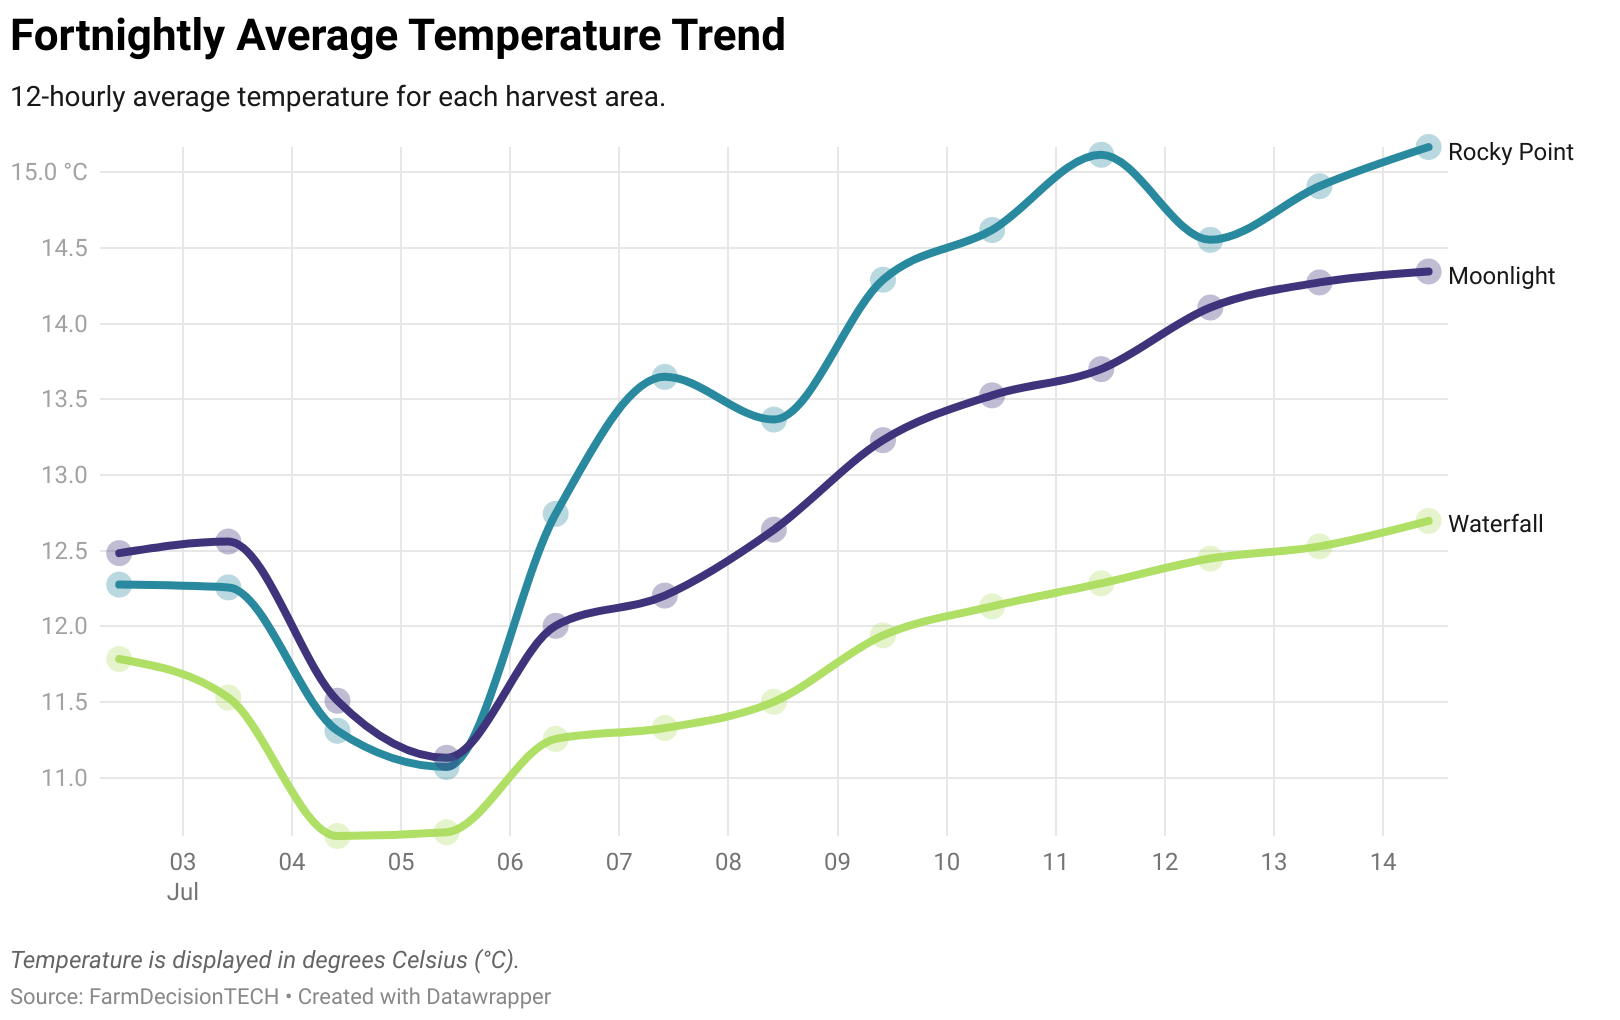 Fortnightly Average Temperature Trend
12-hourly average temperature for each harvest area.
15.0 °C
14.5
14.0
13.5
13.0
12.5
12.0
11.5
11.0
Rocky Point
Moonlight
Waterfall
03 04 05 06 07 08 09 10 11 12 13 14
Jul
Temperature is displayed in degrees Celsius (°C).
Source: FarmDecisionTECH • Created with Datawrapper